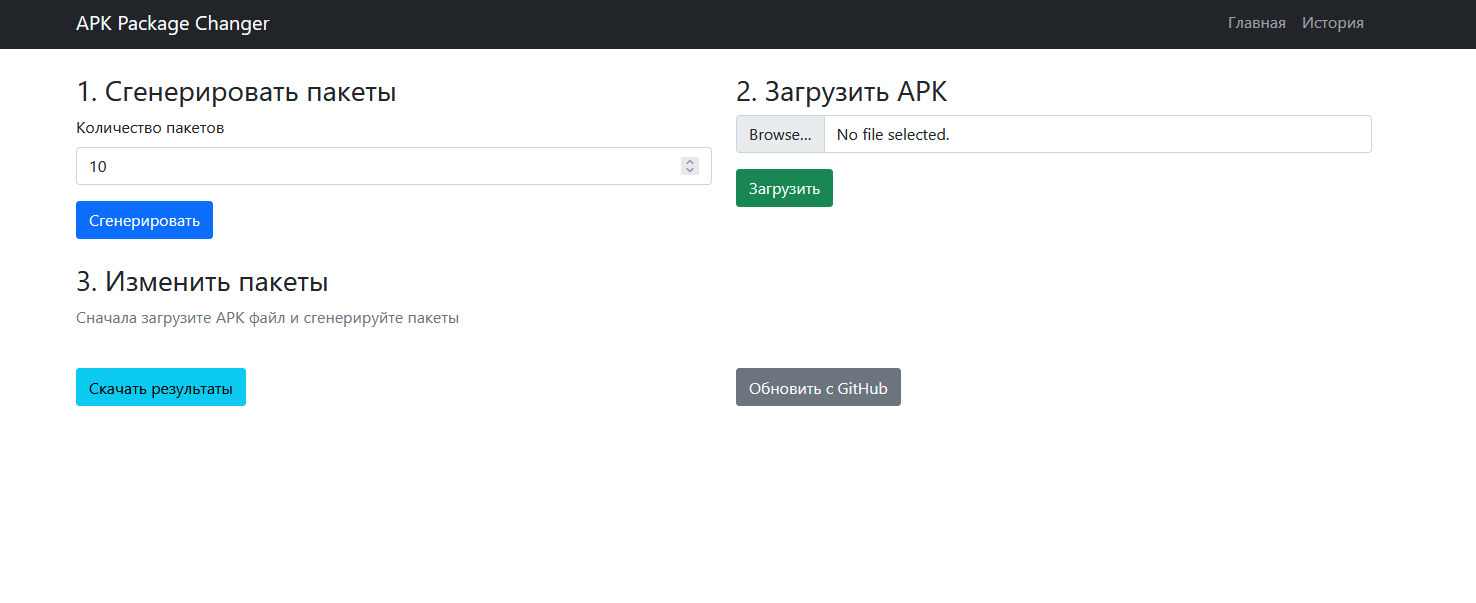 APK Package Changer
Главная История
1. Сгенерировать пакеты
Количество пакетов
10
Сгенерировать
2. Загрузить APK
Browse... No file selected.
Загрузить
3. Изменить пакеты
Сначала загрузите APK файл и сгенерируйте пакеты
Скачать результаты
Обновить с GitHub